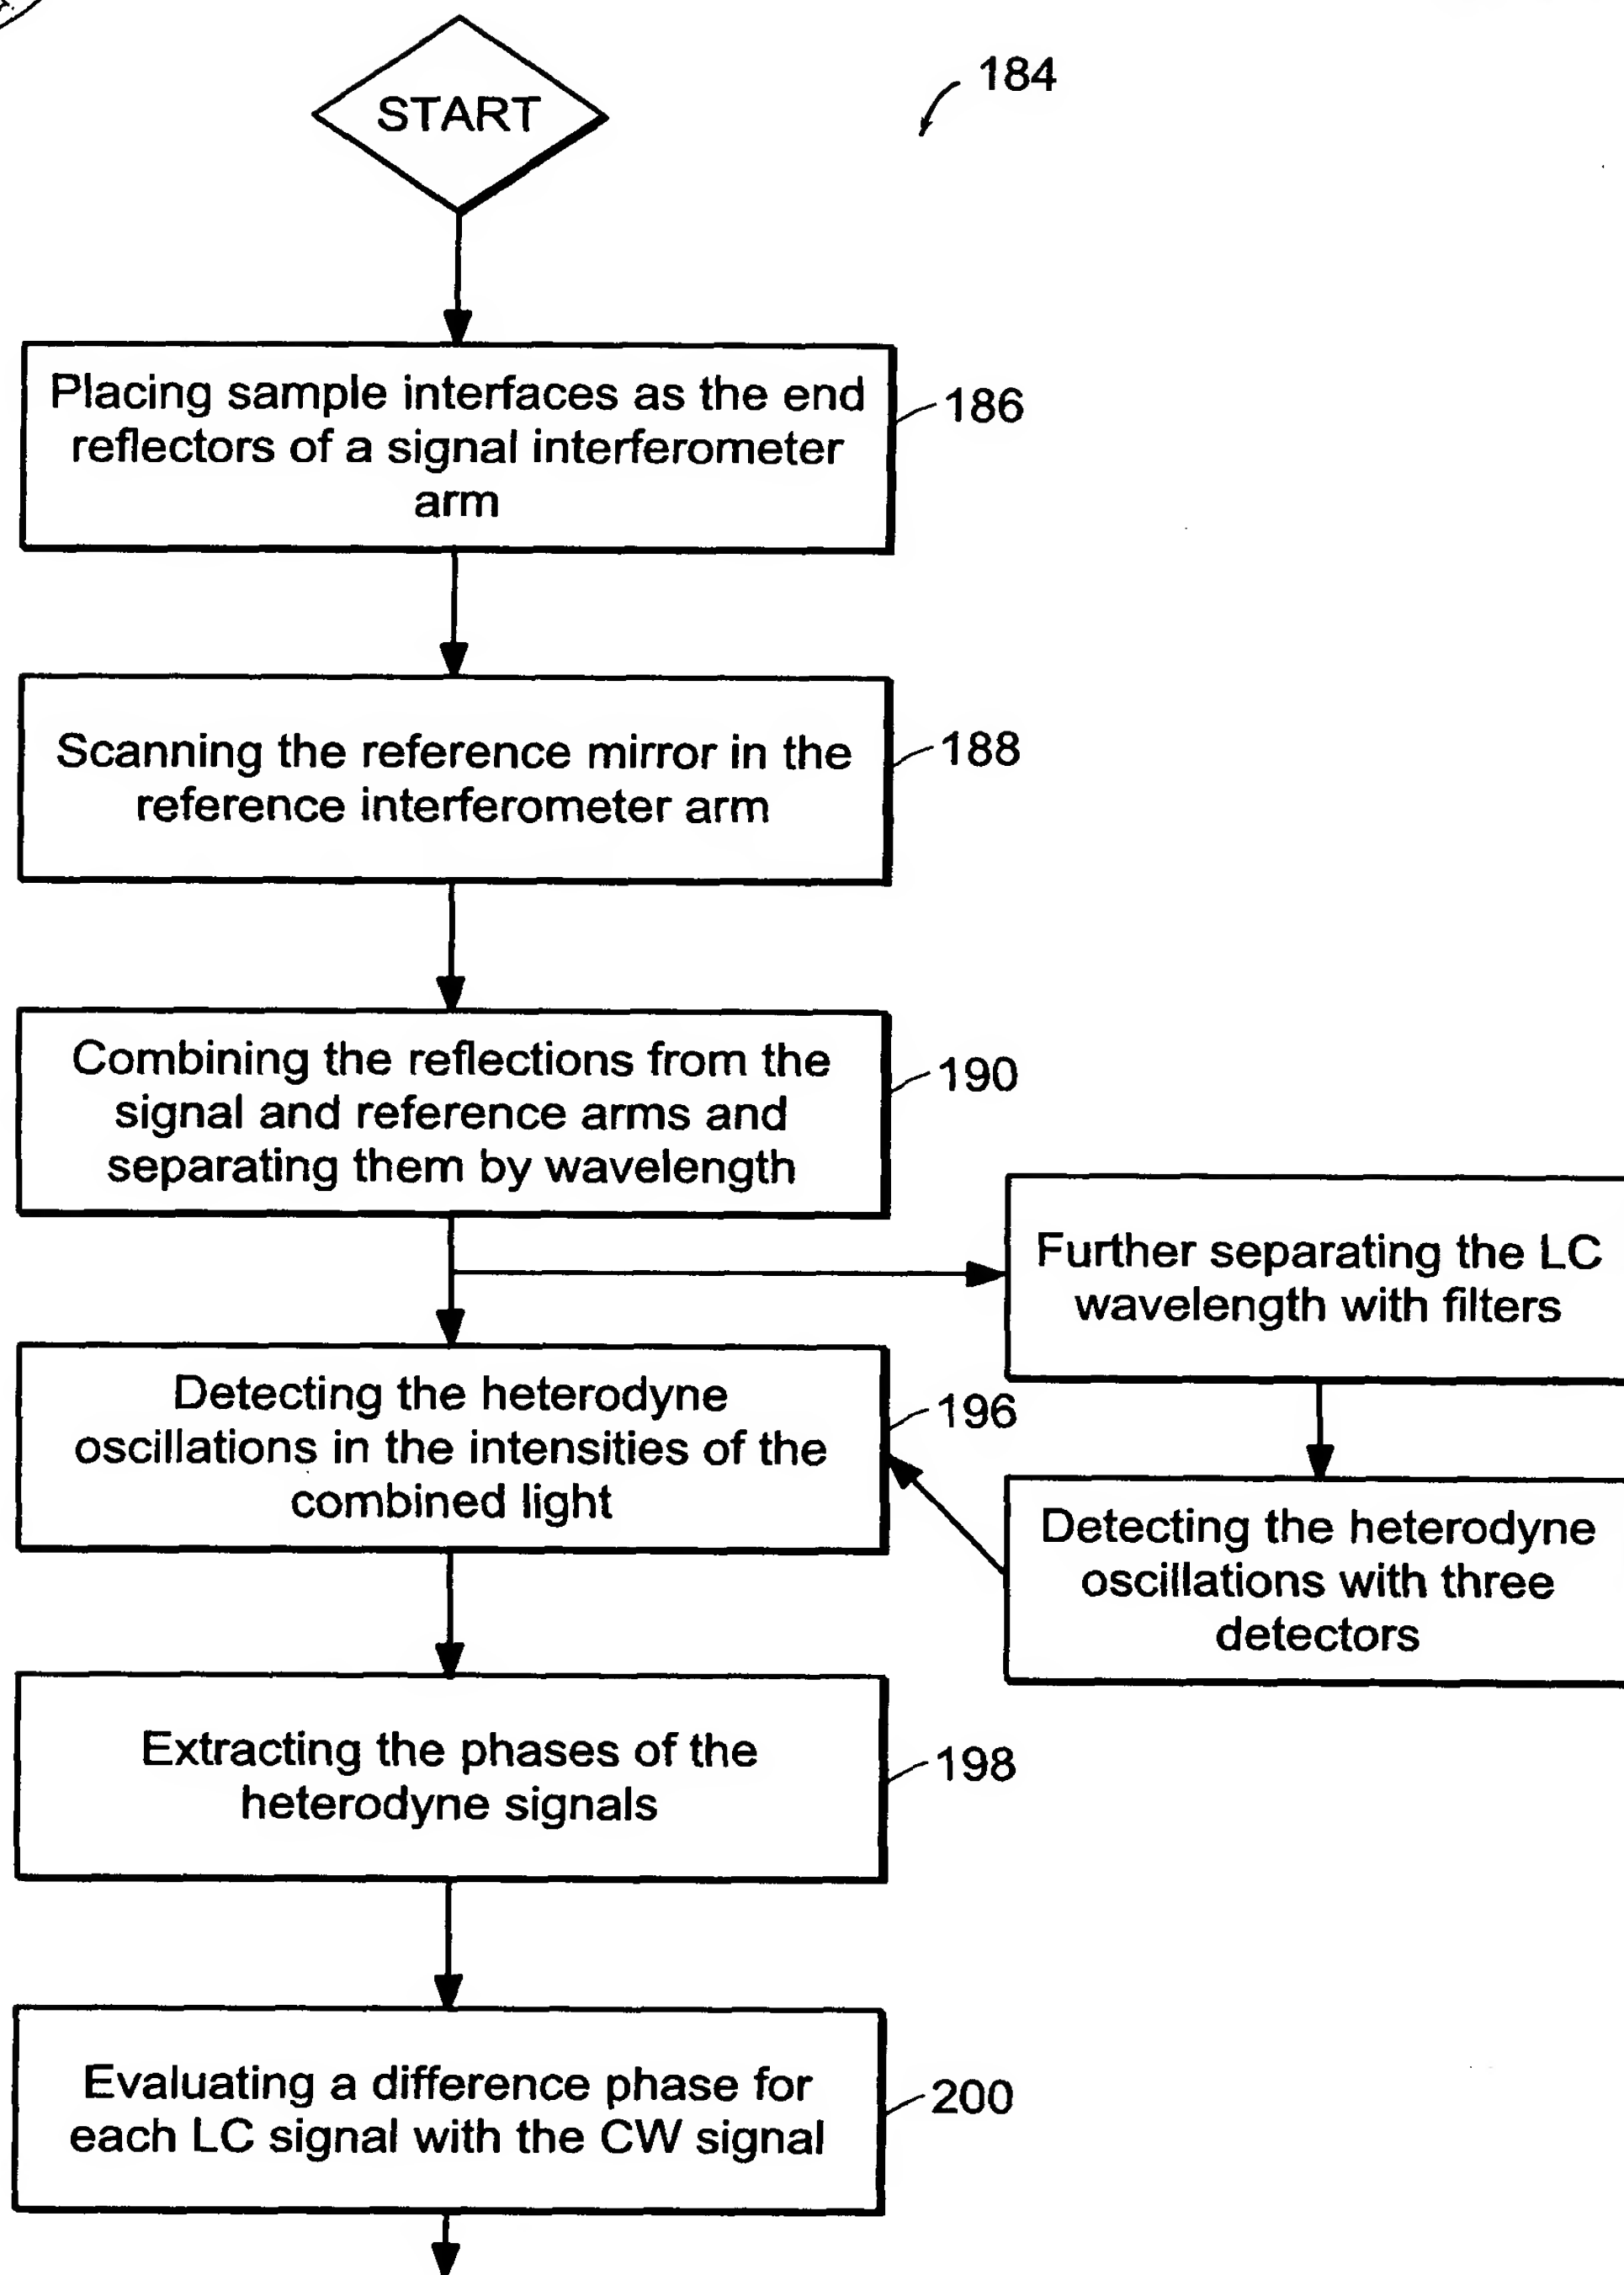 START
184
Placing sample interfaces as the end
reflectors of a signal interferometer
arm
186
Scanning the reference mirror in the
reference interferometer arm
188
Combining the reflections from the
signal and reference arms and
separating them by wavelength
190
Further separating the LC
wavelength with filters
Detecting the heterodyne
oscillations in the intensities of the
combined light
196
Detecting the heterodyne
oscillations with three
detectors
Extracting the phases of the
heterodyne signals
198
Evaluating a difference phase for
each LC signal with the CW signal
200